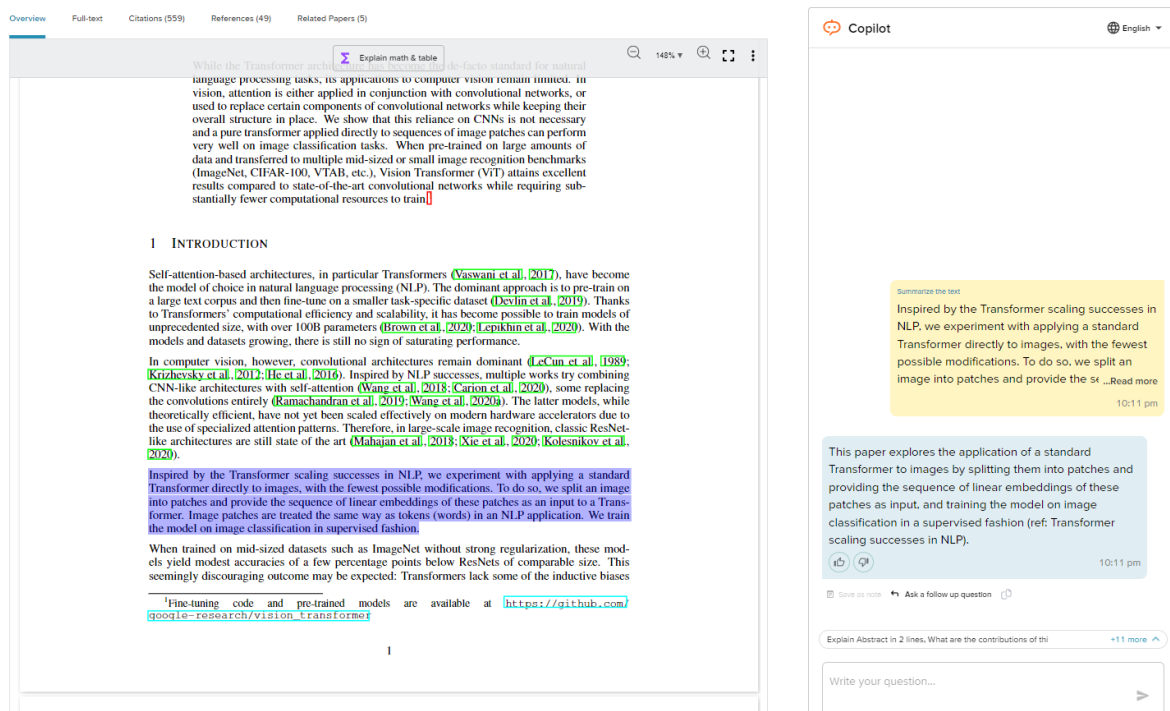 Overview Full-text Citations (559) References (49) Related Papers (5)
Explain math & table
148%
While the Transformer architecture has become the de-facto standard for natural
language processing tasks, its applications to computer vision remain limited. In
vision, attention is either applied in conjunction with convolutional networks, or
used to replace certain components of convolutional networks while keeping their
overall structure in place. We show that this reliance on CNNs is not necessary
and a pure transformer applied directly to sequences of image patches can perform
very well on image classification tasks. When pre-trained on large amounts of
data and transferred to multiple mid-sized or small image recognition benchmarks
(ImageNet, CIFAR-100, VTAB, etc.), Vision Transformer (ViT) attains excellent
results compared to state-of-the-art convolutional networks while requiring sub-
stantially fewer computational resources to train.
1 INTRODUCTION
Self-attention-based architectures, in particular Transformers (Vaswani et al., 2017), have become
the model of choice in natural language processing (NLP). The dominant approach is to pre-train on
a large text corpus and then fine-tune on a smaller task-specific dataset (Devlin et al., 2019). Thanks
to Transformers' computational efficiency and scalability, it has become possible to train models of
unprecedented size, with over 100B parameters (Brown et al., 2020; Lepikhin et al., 2020). With the
models and datasets growing, there is still no sign of saturating performance.
In computer vision, however, convolutional architectures remain dominant (LeCun et al., 1989;
Krizhevsky et al., 2012; He et al., 2016). Inspired by NLP successes, multiple works try combining
CNN-like architectures with self-attention (Wang et al., 2018; Carion et al., 2020), some replacing
the convolutions entirely (Ramachandran et al., 2019; Wang et al., 2020a). The latter models, while
theoretically efficient, have not yet been scaled effectively on modern hardware accelerators due to
the use of specialized attention patterns. Therefore, in large-scale image recognition, classic ResNet-
like architectures are still state of the art (Mahajan et al., 2018; Xie et al., 2020; Kolesnikov et al.,
2020).
Inspired by the Transformer scaling successes in NLP, we experiment with applying a standard
Transformer directly to images, with the fewest possible modifications. To do so, we split an image
into patches and provide the sequence of linear embeddings of these patches as an input to a Trans-
former. Image patches are treated the same way as tokens (words) in an NLP application. We train
the model on image classification in supervised fashion.
When trained on mid-sized datasets such as ImageNet without strong regularization, these mod-
els yield modest accuracies of a few percentage points below ResNets of comparable size. This
seemingly discouraging outcome may be expected: Transformers lack some of the inductive biases
1Fine-tuning code and pre-trained models are available at https://github.com/
google-research/vision_transformer
1
Copilot English
Summarize the text
Inspired by the Transformer scaling successes in
NLP, we experiment with applying a standard
Transformer directly to images, with the fewest
possible modifications. To do so, we split an
image into patches and provide the se ...Read more
10:11 pm
This paper explores the application of a standard
Transformer to images by splitting them into patches and
providing the sequence of linear embeddings of these
patches as input, and training the model on image
classification in a supervised fashion (ref: Transformer
scaling successes in NLP).
10:11 pm
Save as note Ask a follow up question
Explain Abstract in 2 lines, What are the contributions of thi +11 more
Write your question...